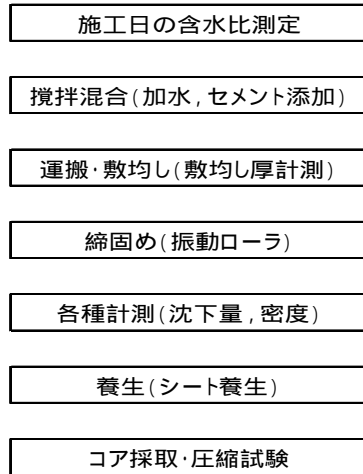 施工日の含水比測定
撹拌混合(加水,セメント添加)
運搬·敷均し(敷均し厚計測)
締固め(振動ローラ)
各種計測(沈下量,密度)
養生(シート養生)
コア採取·圧縮試験